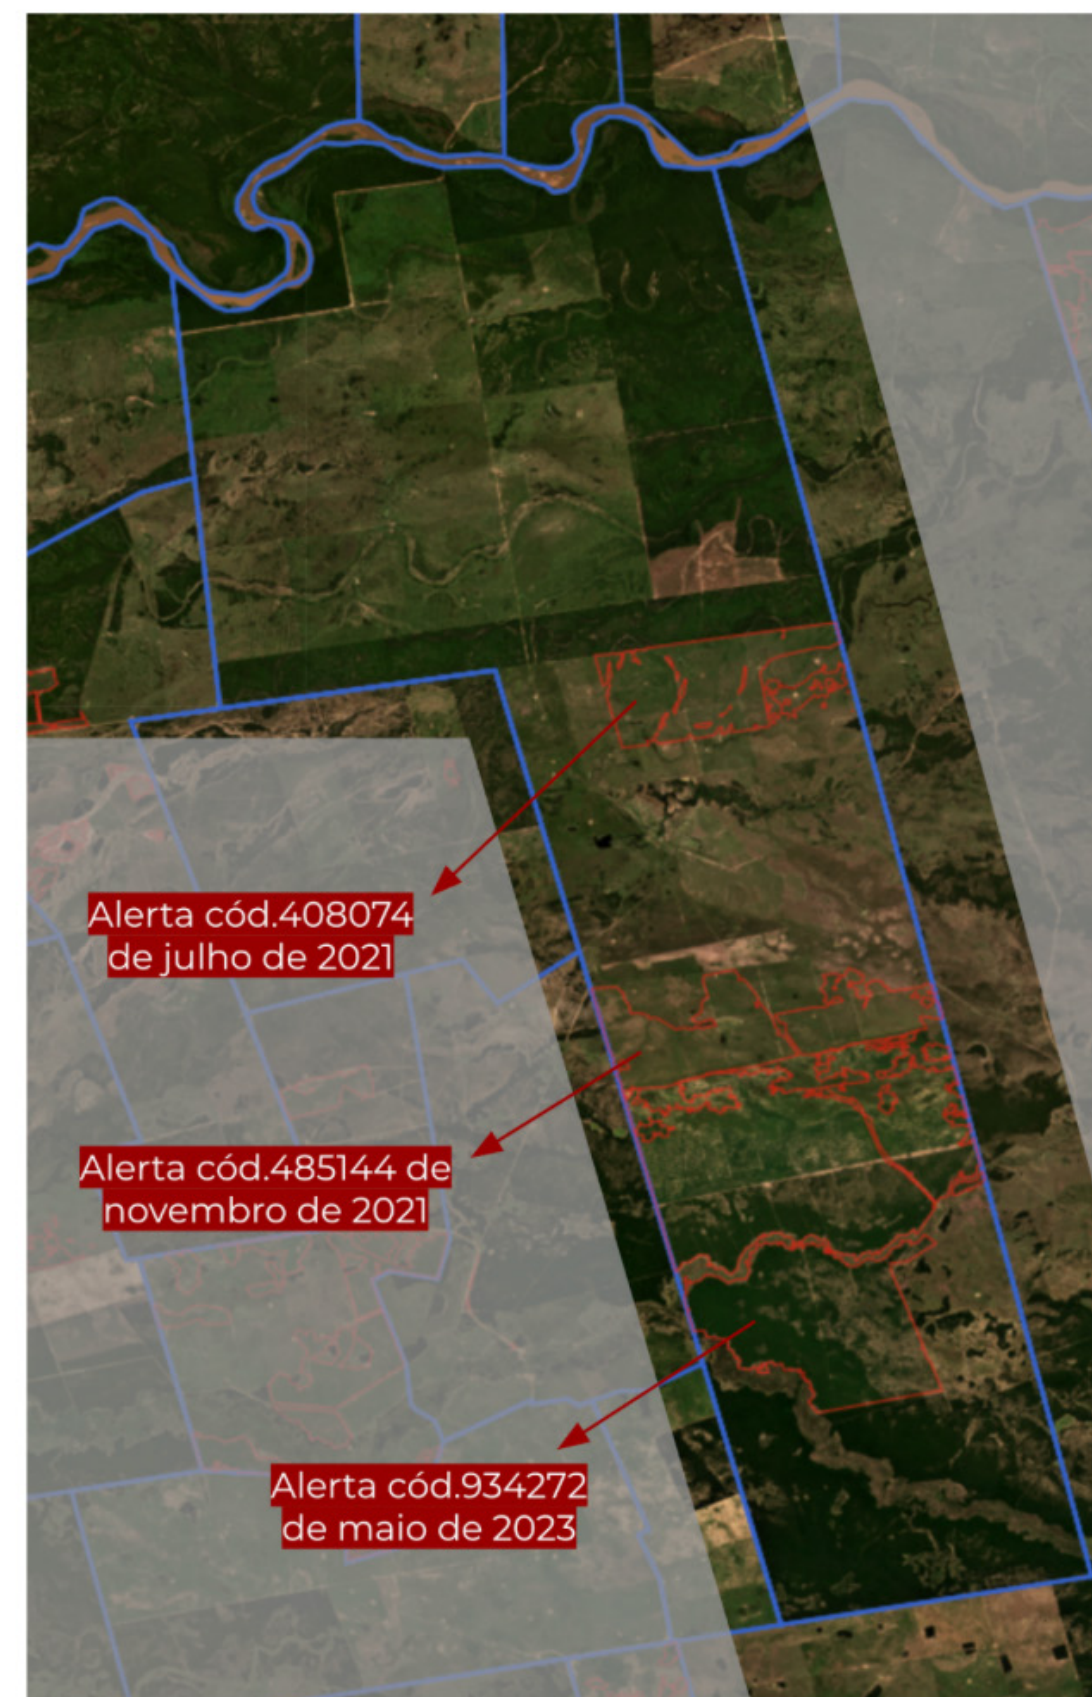 Alerta cód.408074
de julho de 2021
Alerta cód.485144 de
novembro de 2021
Alerta cód.934272
de maio de 2023